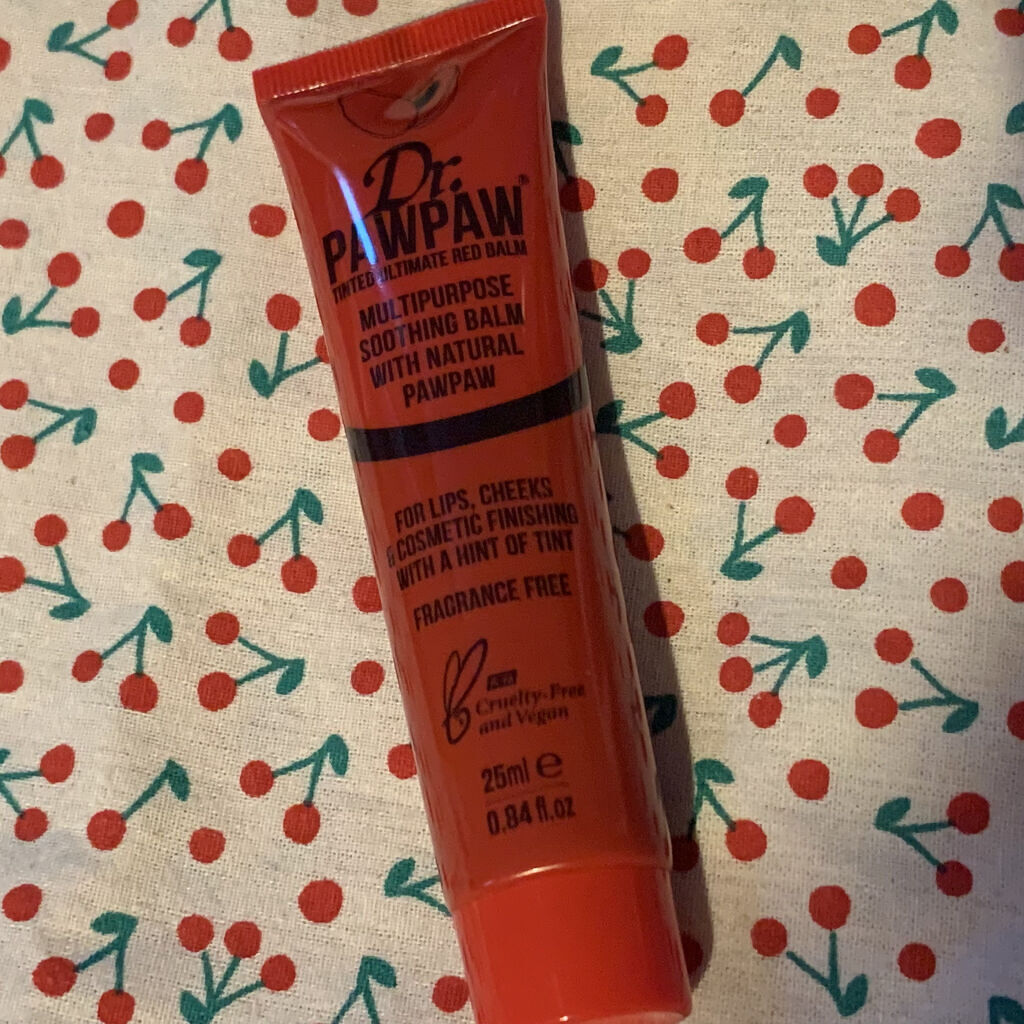 Dr.
PAWPAW®
TINTED ULTIMATE RED BALM
MULTIPURPOSE
SOOTHING BALM
WITH NATURAL
PAWPAW
FOR LIPS, CHEEKS
& COSMETIC FINISHING
WITH A HINT OF TINT
FRAGRANCE FREE
Cruelty-Free
and Vegan
25ml ℮
0.84 fl.oz